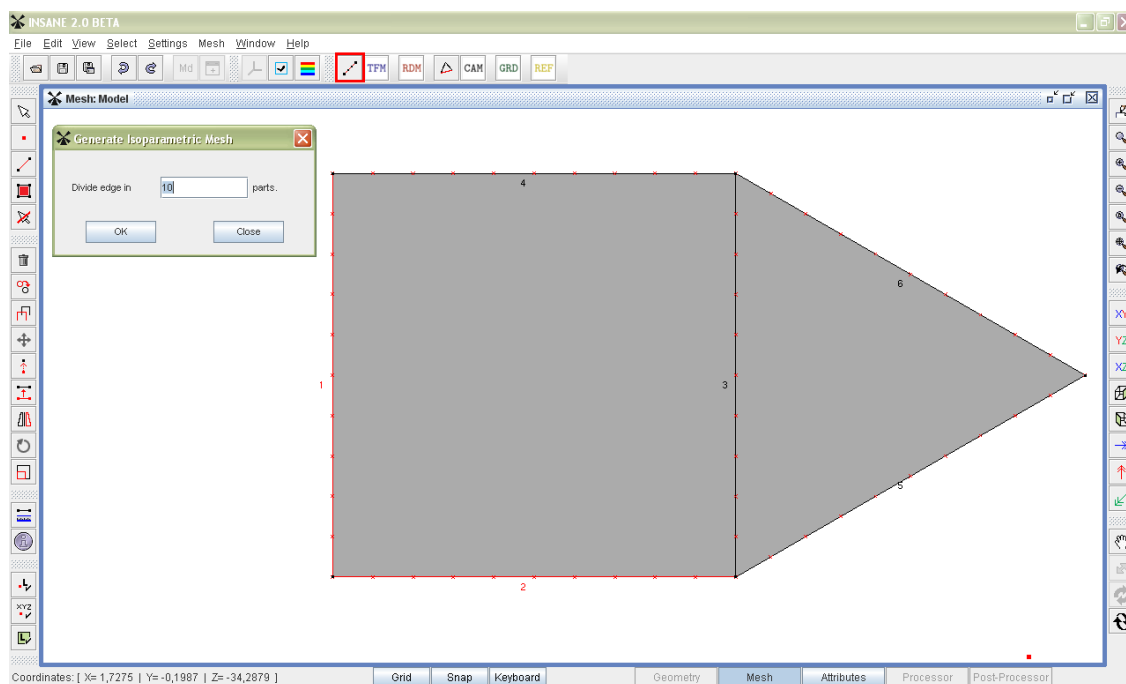 INSANE 2.0 BETA
File Edit View Select Settings Mesh Window Help
Md TFM RDM CAM GRD REF
Mesh: Model
Generate Isoparametric Mesh
Divide edge in 10 parts.
OK Close
4
6
1
3
5
2
XY
YZ
XZ
XYZ
Coordinates: [ X= 1,7275 | Y= -0,1987 | Z= -34,2879 ] Grid Snap Keyboard Geometry Mesh Attributes Processor Post-Processor